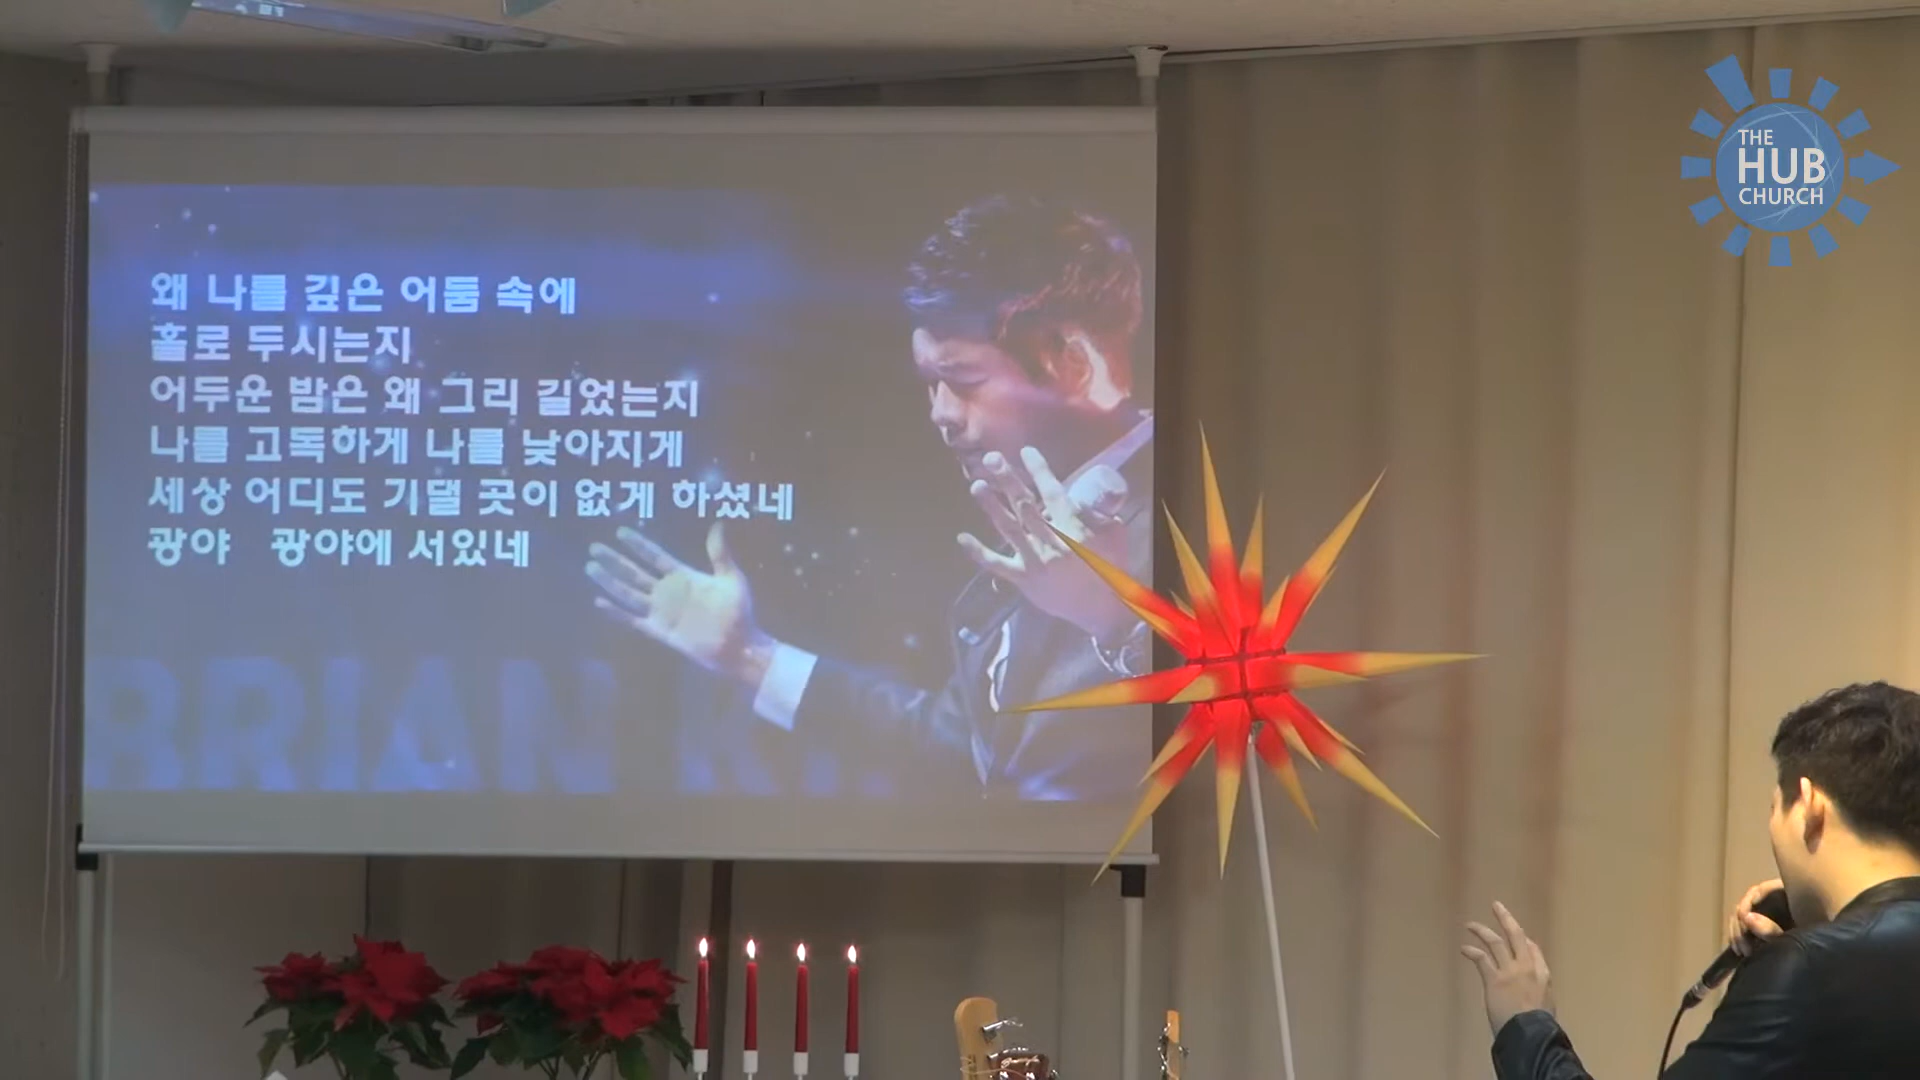 왜 나를 깊은 어둠 속에
홀로 두시는지
어두운 밤은 왜 그리 길었는지
나를 고독하게 나를 낮아지게
세상 어디도 기댈 곳이 없게 하셨네
광야 광야에 서있네
BRIAN KIM
THE
HUB
CHURCH